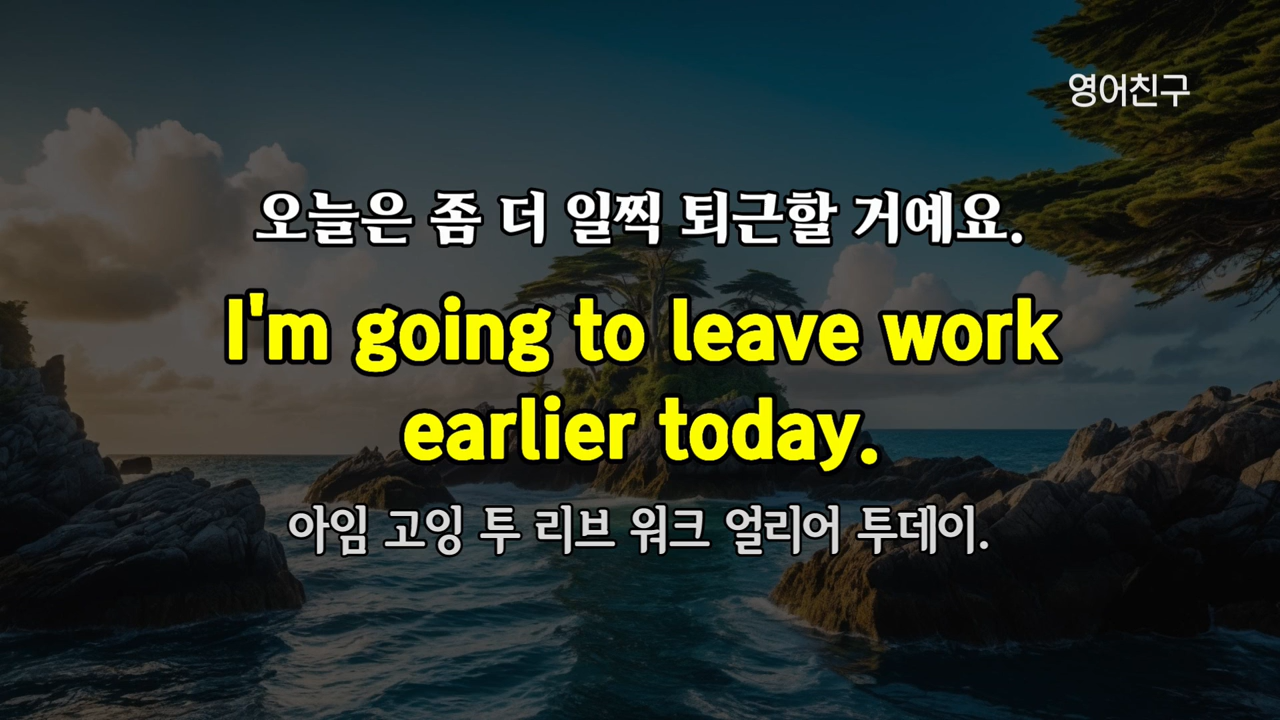 영어친구
오늘은 좀 더 일찍 퇴근할 거예요.
I'm going to leave work
earlier today.
아임 고잉 투 리브 워크 얼리어 투데이.